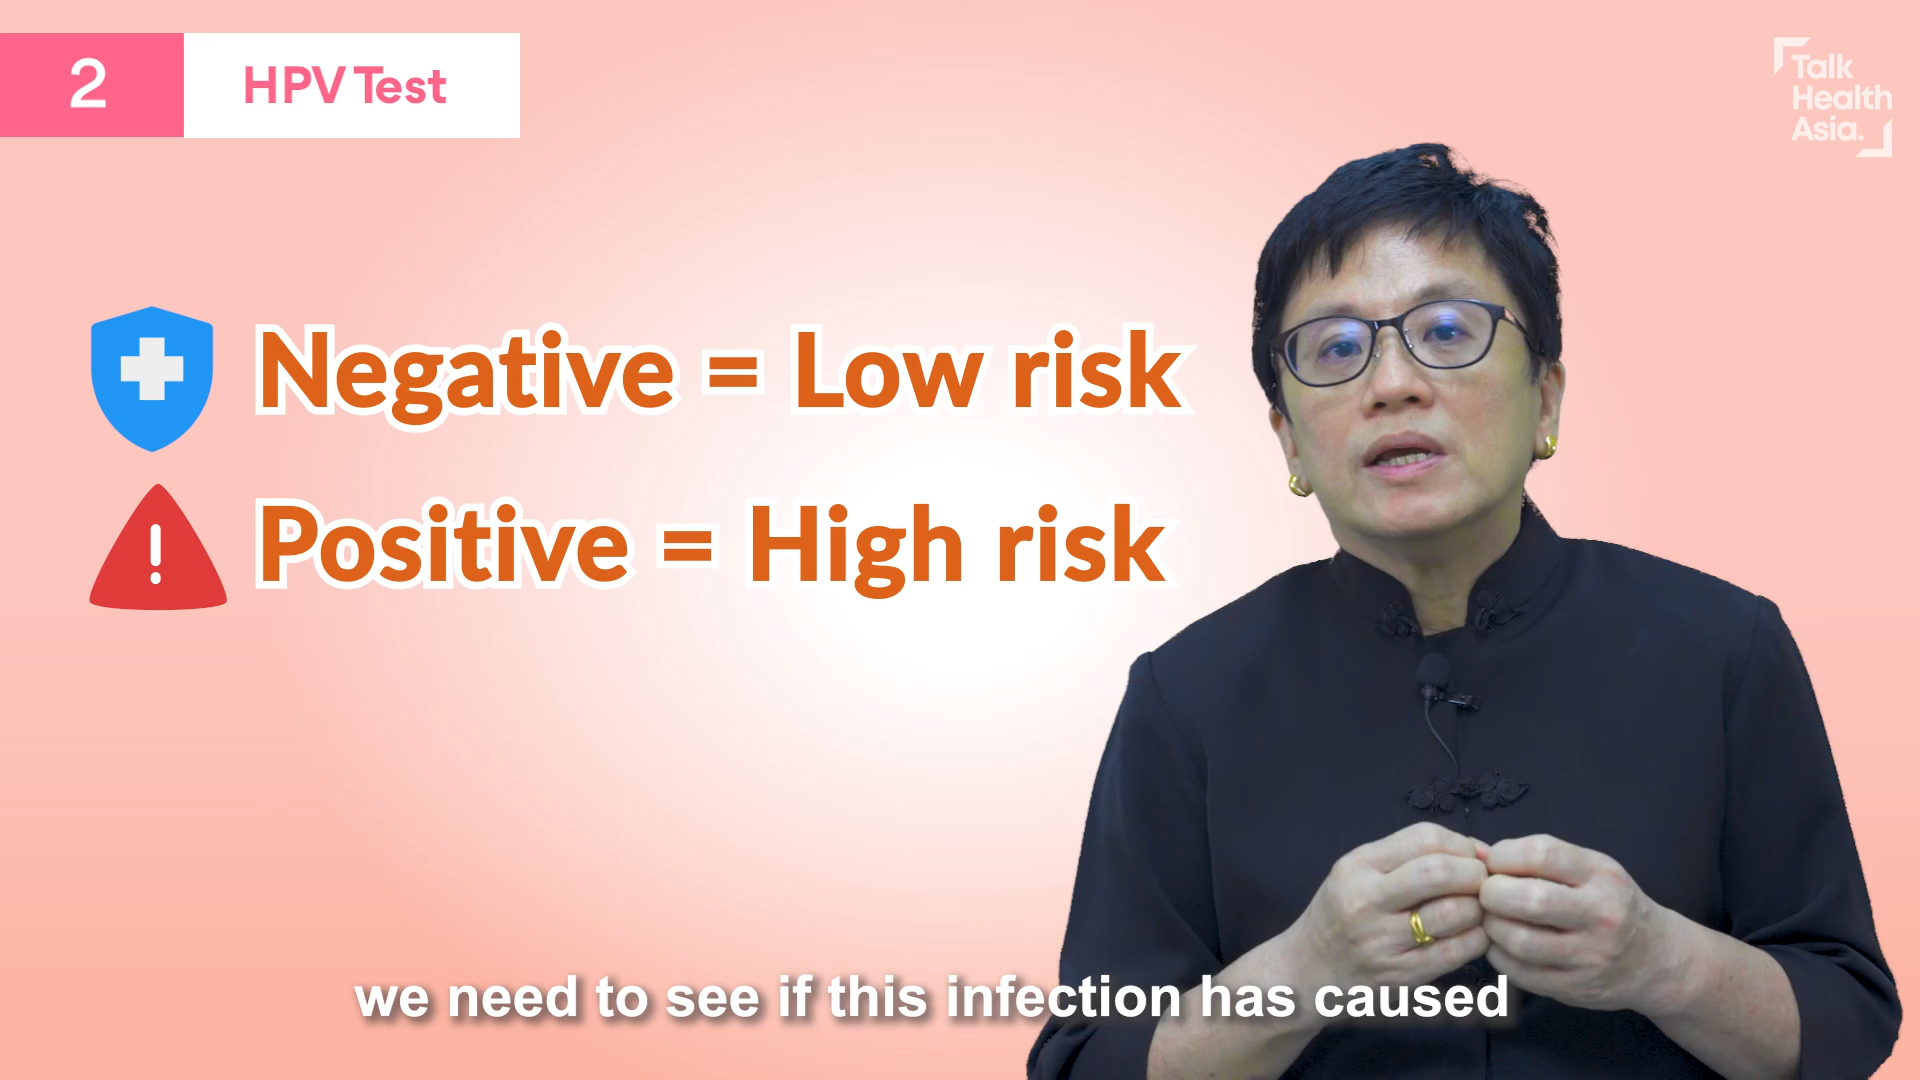 2
HPV Test
Talk
Health
Asia.
Negative = Low risk
Positive = High risk
we need to see if this infection has caused